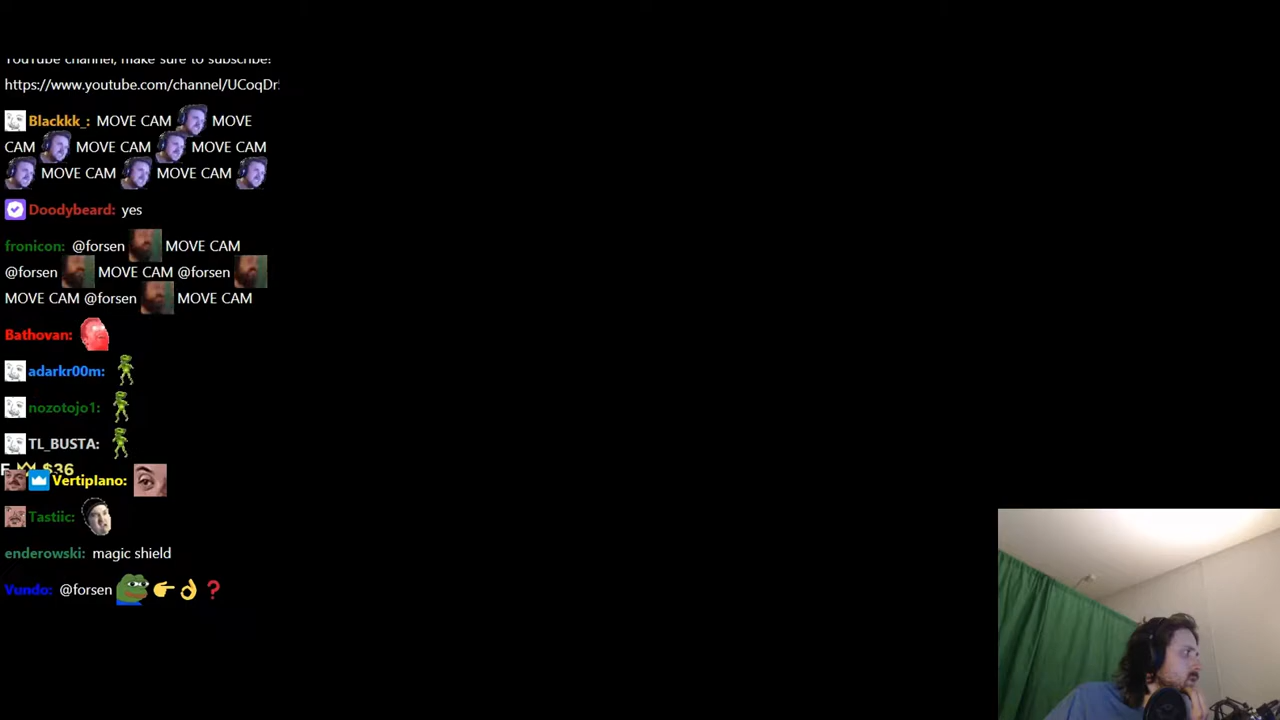 YouTube channel, make sure to subscribe!
https://www.youtube.com/channel/UCoqDr
Blackkk_: MOVE CAM MOVE
CAM MOVE CAM MOVE CAM
MOVE CAM MOVE CAM
Doodybeard: yes
fronicon: @forsen MOVE CAM
@forsen MOVE CAM @forsen
MOVE CAM @forsen MOVE CAM
Bathovan:
adarkr00m:
nozotojo1:
TL_BUSTA:
F $36
Vertiplano:
Tastiic:
enderowski: magic shield
Vundo: @forsen 👉👌❓